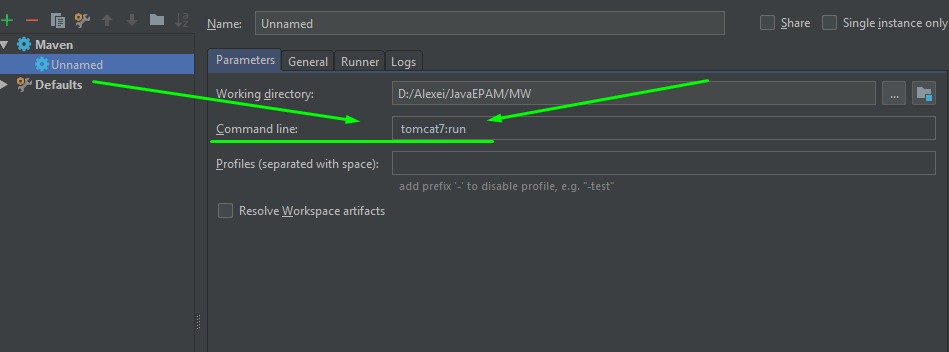 Name: Unnamed Share Single instance only
Maven
Unnamed
Defaults
Parameters General Runner Logs
Working directory: D:/Alexei/JavaEPAM/MW ...
Command line: tomcat7:run
Profiles (separated with space):
add prefix '-' to disable profile, e.g. "-test"
Resolve Workspace artifacts